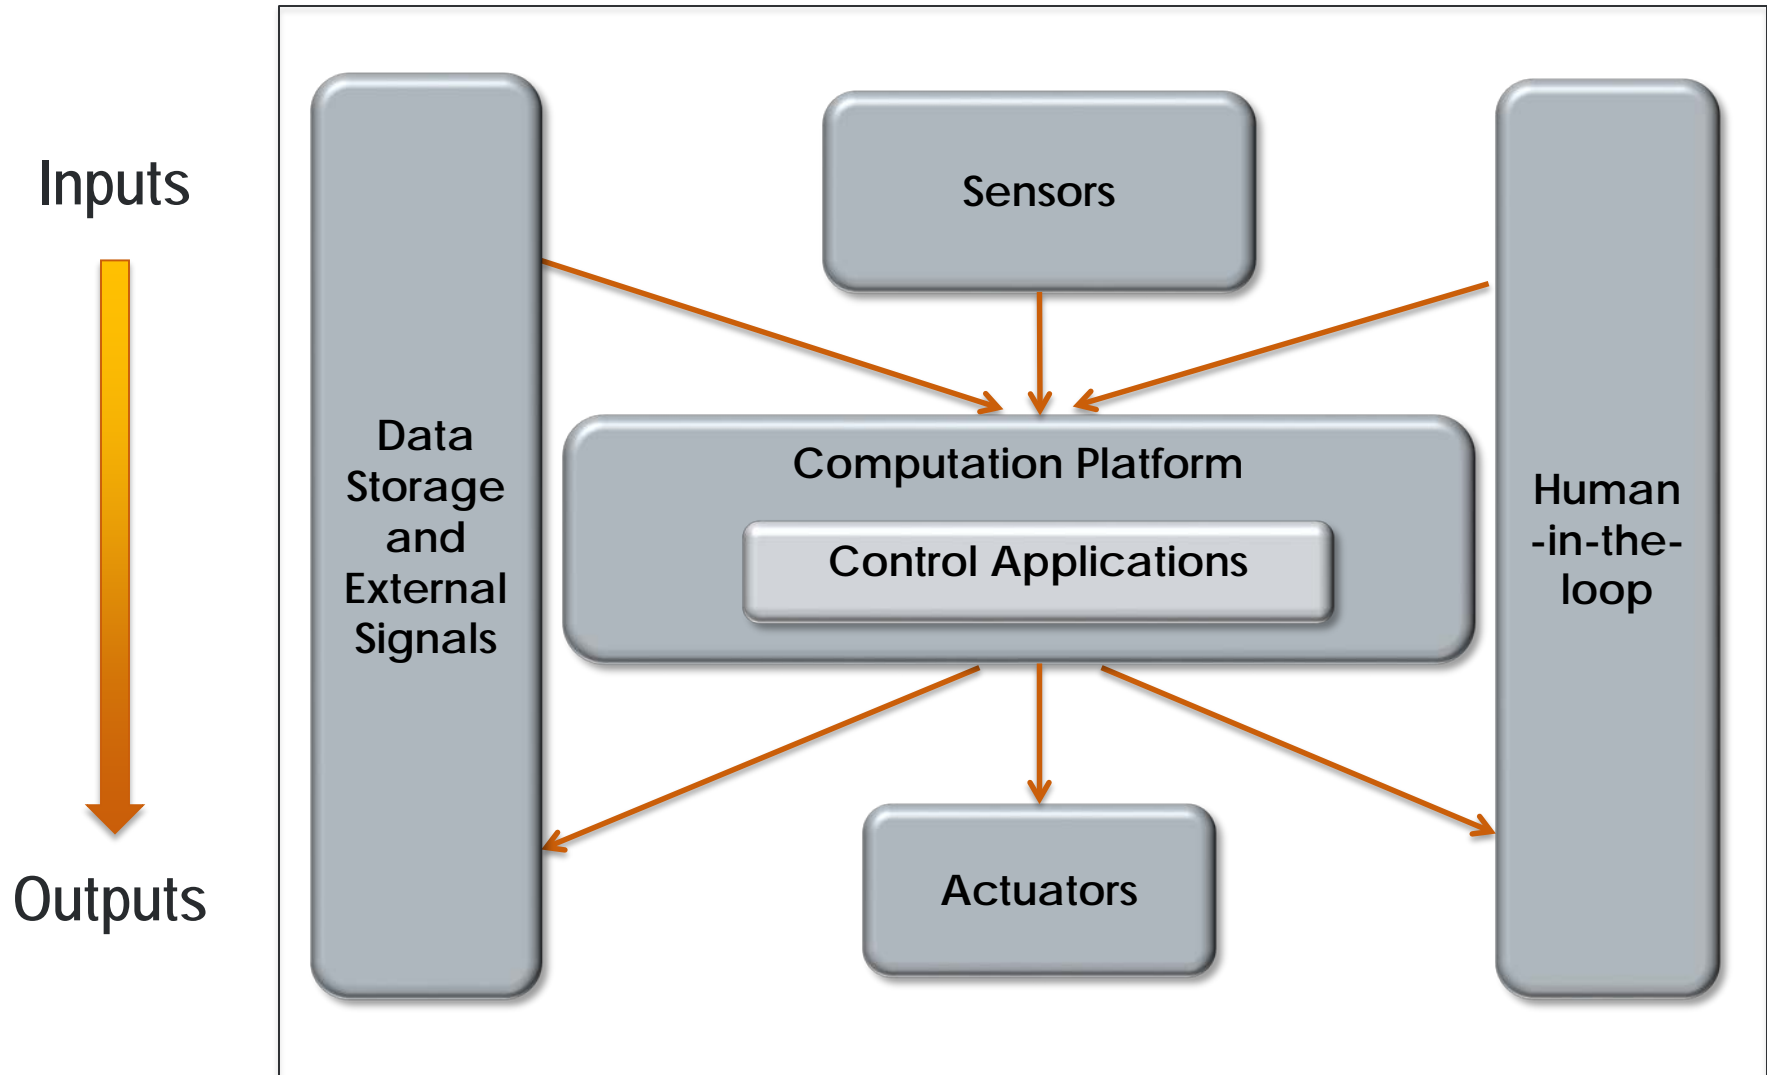 Inputs
Outputs
Data
Storage
and
External
Signals
Sensors
Computation Platform
Control Applications
Actuators
Human
-in-the-
loop